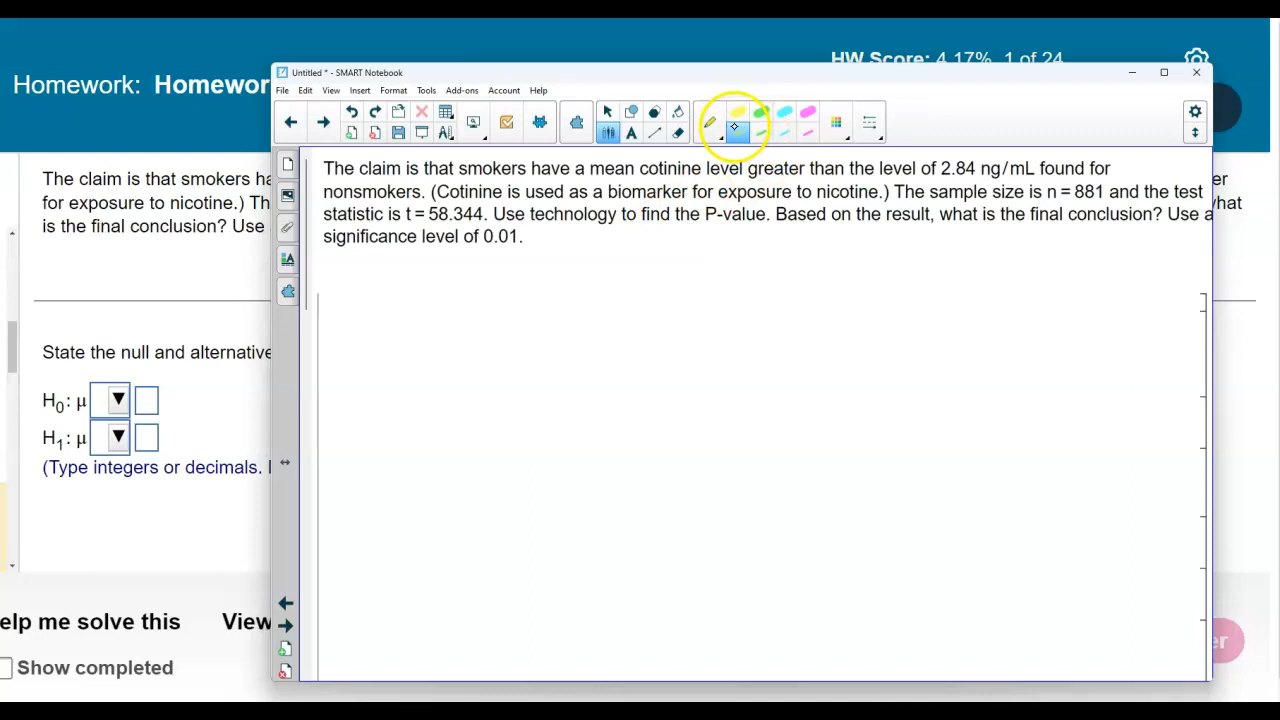 Homework: Homewor
HW Score: 4.17%, 1 of 24
Untitled * - SMART Notebook
File Edit View Insert Format Tools Add-ons Account Help
The claim is that smokers have a mean cotinine level greater than the level of 2.84 ng/mL found for
nonsmokers. (Cotinine is used as a biomarker for exposure to nicotine.) The sample size is n = 881 and the test
statistic is t = 58.344. Use technology to find the P-value. Based on the result, what is the final conclusion? Use a
significance level of 0.01.
The claim is that smokers ha
for exposure to nicotine.) Th
is the final conclusion? Use
er
what
State the null and alternative
H0: μ
H1: μ
(Type integers or decimals.
elp me solve this
View
er
Show completed